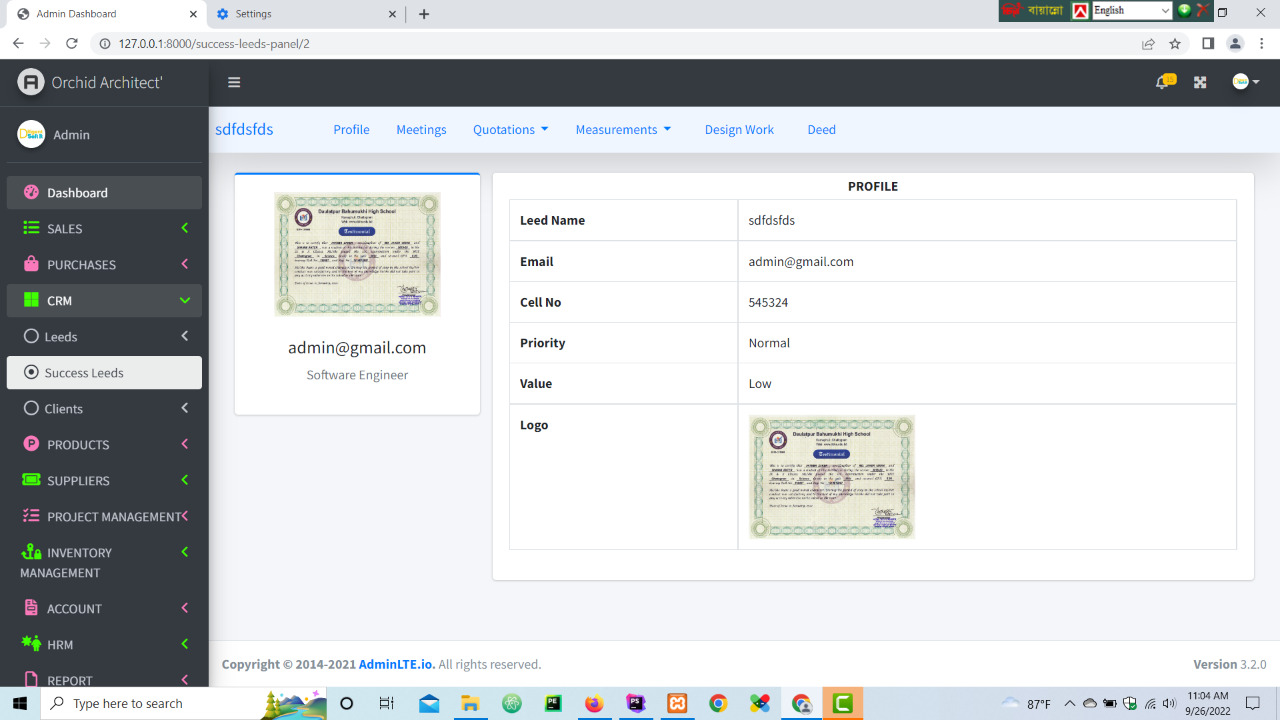 Admin Dashboard
Settings
বায়ান্নো
English
127.0.0.1:8000/success-leeds-panel/2
Orchid Architect'
15
sdfdsfds
Profile Meetings Quotations Measurements Design Work Deed
Admin
Dashboard
SALES
PURCHASES
CRM
Leeds
Success Leeds
Clients
PRODUCTS
SUPPLIERS
PROJECT MANAGEMENT
INVENTORY
MANAGEMENT
ACCOUNT
HRM
REPORT
Daulatpur Bahumukhi High School
Testimonial
admin@gmail.com
Software Engineer
PROFILE
Leed Name sdfdsfds
Email admin@gmail.com
Cell No 545324
Priority Normal
Value Low
Logo
Daulatpur Bahumukhi High School
Testimonial
Copyright © 2014-2021 AdminLTE.io. All rights reserved.
Version 3.2.0
Type here to search
87°F
11:04 AM
9/26/2022